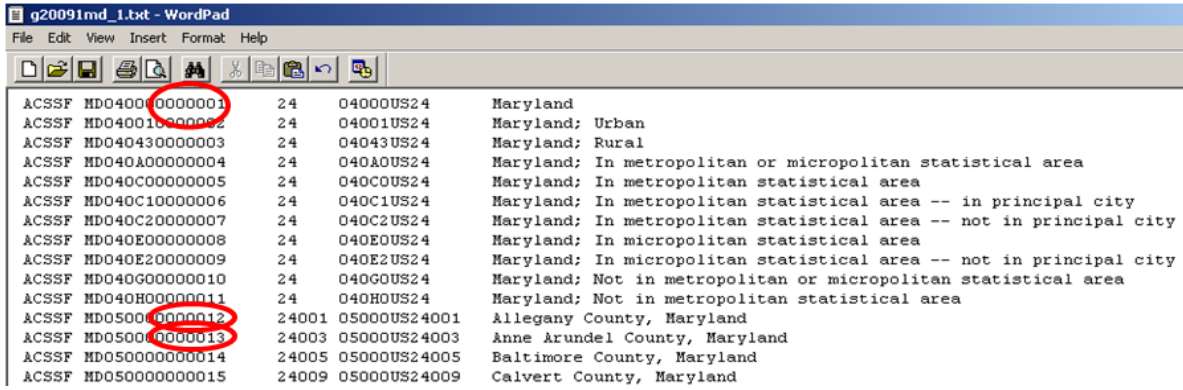 g20091md_1.txt - WordPad
File Edit View Insert Format Help
ACSSF MD040000000001 24 04000US24 Maryland
ACSSF MD040010000002 24 04001US24 Maryland; Urban
ACSSF MD040430000003 24 04043US24 Maryland; Rural
ACSSF MD040A00000004 24 040A0US24 Maryland; In metropolitan or micropolitan statistical area
ACSSF MD040C00000005 24 040C0US24 Maryland; In metropolitan statistical area
ACSSF MD040C10000006 24 040C1US24 Maryland; In metropolitan statistical area -- in principal city
ACSSF MD040C20000007 24 040C2US24 Maryland; In metropolitan statistical area -- not in principal city
ACSSF MD040E00000008 24 040E0US24 Maryland; In micropolitan statistical area
ACSSF MD040E20000009 24 040E2US24 Maryland; In micropolitan statistical area -- not in principal city
ACSSF MD040G00000010 24 040G0US24 Maryland; Not in metropolitan or micropolitan statistical area
ACSSF MD040H00000011 24 040H0US24 Maryland; Not in metropolitan statistical area
ACSSF MD050000000012 24001 05000US24001 Allegany County, Maryland
ACSSF MD050000000013 24003 05000US24003 Anne Arundel County, Maryland
ACSSF MD050000000014 24005 05000US24005 Baltimore County, Maryland
ACSSF MD050000000015 24009 05000US24009 Calvert County, Maryland